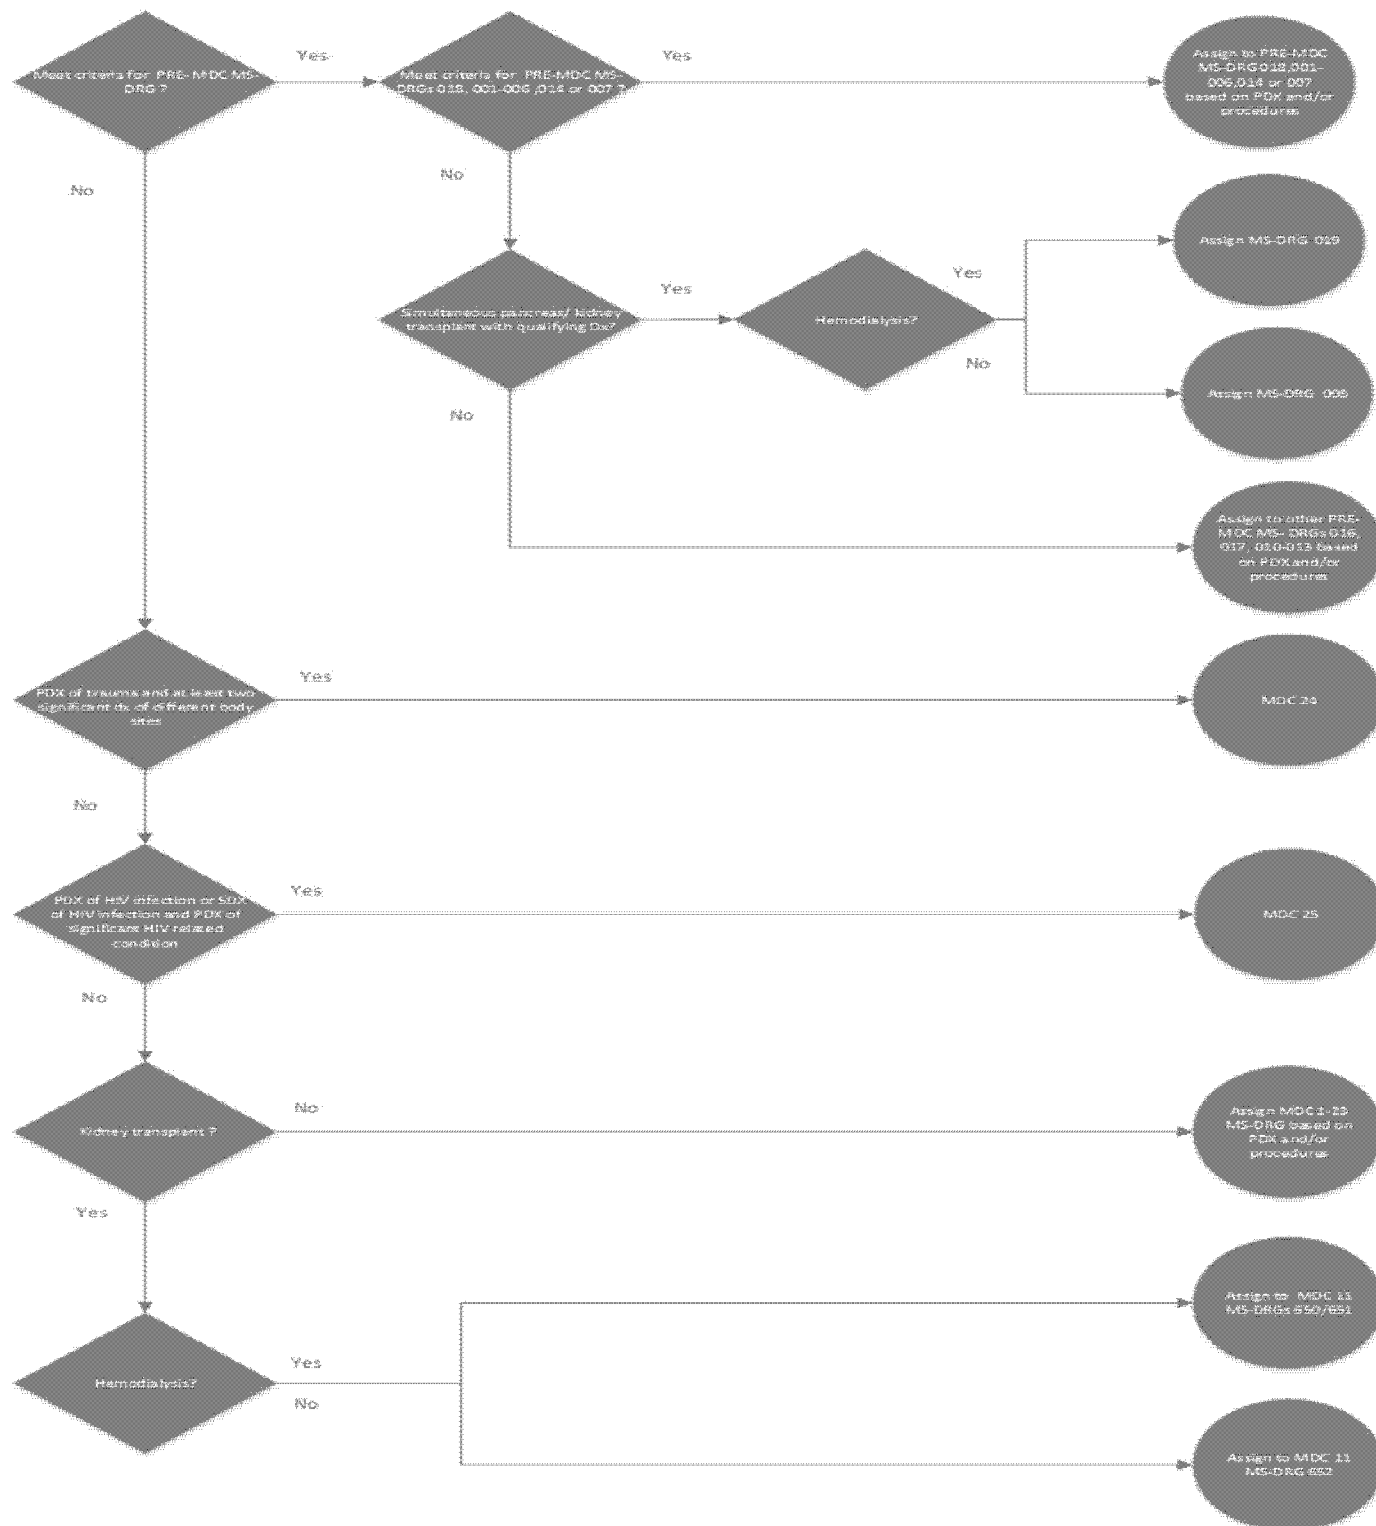 Meet criteria for PRE- MDC MS-
DRG ?
Yes
Meet criteria for PRE-MDC MS-
DRGs 018, 001-006 ,014 or 007 ?
Yes
Assign to PRE-MDC
MS-DRG 018,001-
006,014 or 007
based on PDX and/or
procedures
No
No
Simultaneous pancreas/ kidney
transplant with qualifying Dx?
Yes
Hemodialysis?
Yes
Assign MS-DRG 019
No
Assign MS-DRG 008
No
Assign to other PRE-
MDC MS- DRGs 016,
017, 010-013 based
on PDX and/or
procedures
PDX of trauma and at least two
significant dx of different body
sites
Yes
MDC 24
No
PDX of HIV infection or SDX
of HIV infection and PDX of
significant HIV related
condition
Yes
MDC 25
No
Kidney transplant ?
No
Assign MDC 1-23
MS-DRG based on
PDX and/or
procedures
Yes
Hemodialysis?
Yes
Assign to MDC 11
MS-DRGs 650/651
No
Assign to MDC 11
MS-DRG 652